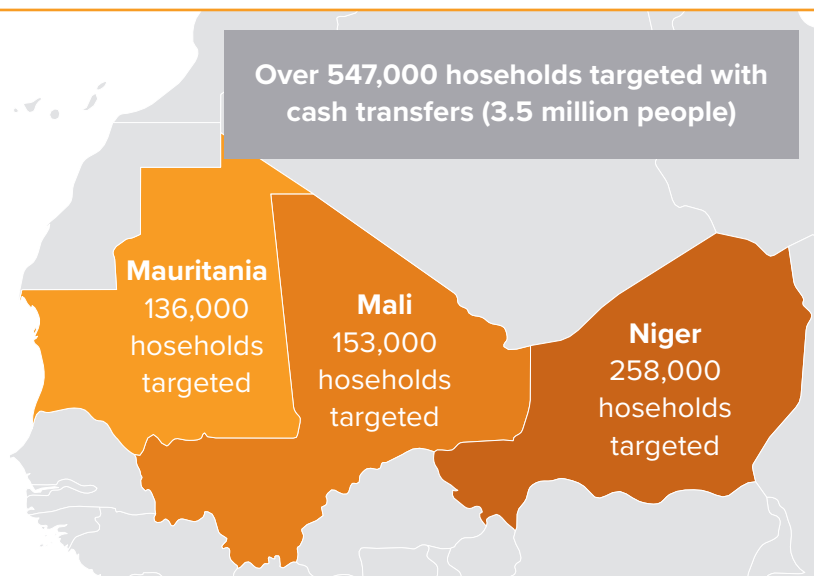 Over 547,000 hoseholds targeted with
cash transfers (3.5 million people)
Mauritania
136,000
hoseholds
targeted
Mali
153,000
hoseholds
targeted
Niger
258,000
hoseholds
targeted